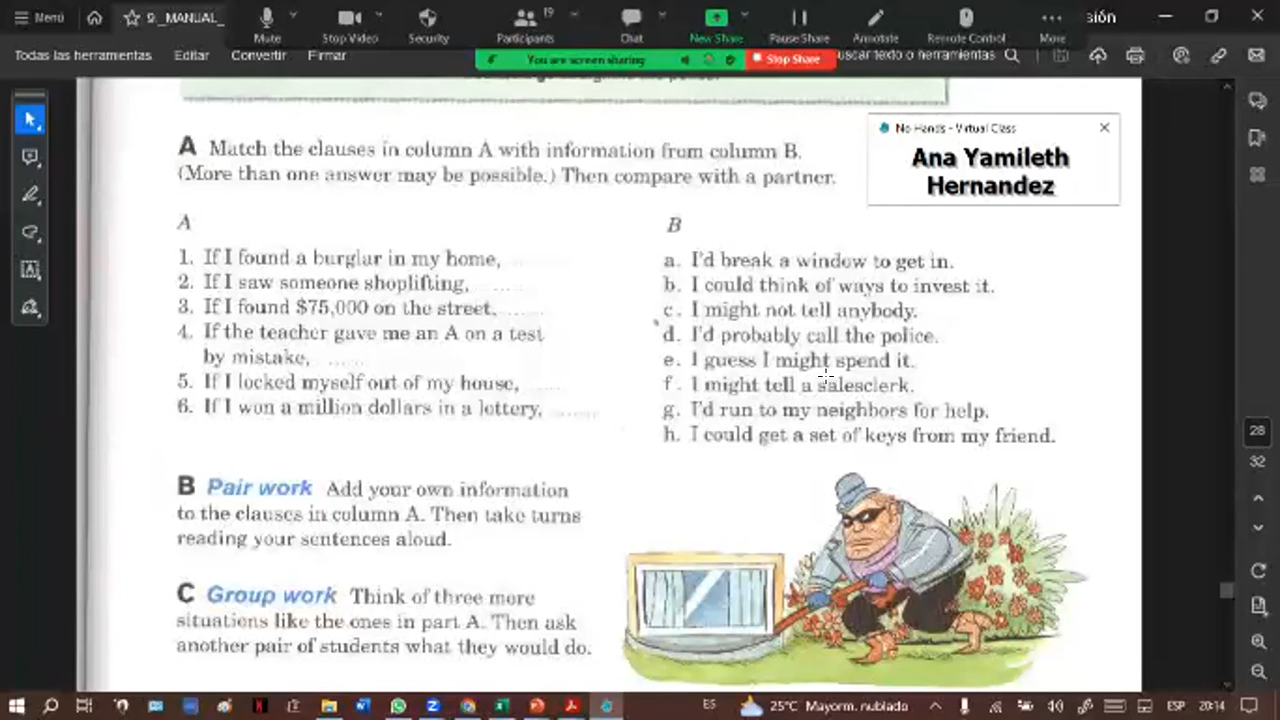 Menú
9._MANUAL_
sión
Mute
Stop Video
Security
19
Participants
Chat
New Share
Pause Share
Annotate
Remote Control
More
Todas las herramientas
Editar
Convertir
Firmar
You are screen sharing
Stop Share
uscar texto o herramientas
No Hands - Virtual Class
Ana Yamileth
Hernandez
A Match the clauses in column A with information from column B.
(More than one answer may be possible.) Then compare with a partner.
A
1. If I found a burglar in my home, ......
2. If I saw someone shoplifting, ......
3. If I found $75,000 on the street, ......
4. If the teacher gave me an A on a test
by mistake, ......
5. If I locked myself out of my house, ......
6. If I won a million dollars in a lottery, ......
B
a. I'd break a window to get in.
b. I could think of ways to invest it.
c. I might not tell anybody.
d. I'd probably call the police.
e. I guess I might spend it.
f. I might tell a salesclerk.
g. I'd run to my neighbors for help.
h. I could get a set of keys from my friend.
B Pair work Add your own information
to the clauses in column A. Then take turns
reading your sentences aloud.
C Group work Think of three more
situations like the ones in part A. Then ask
another pair of students what they would do.
28
32
ES
25°C Mayorm. nublado
ESP
20:14